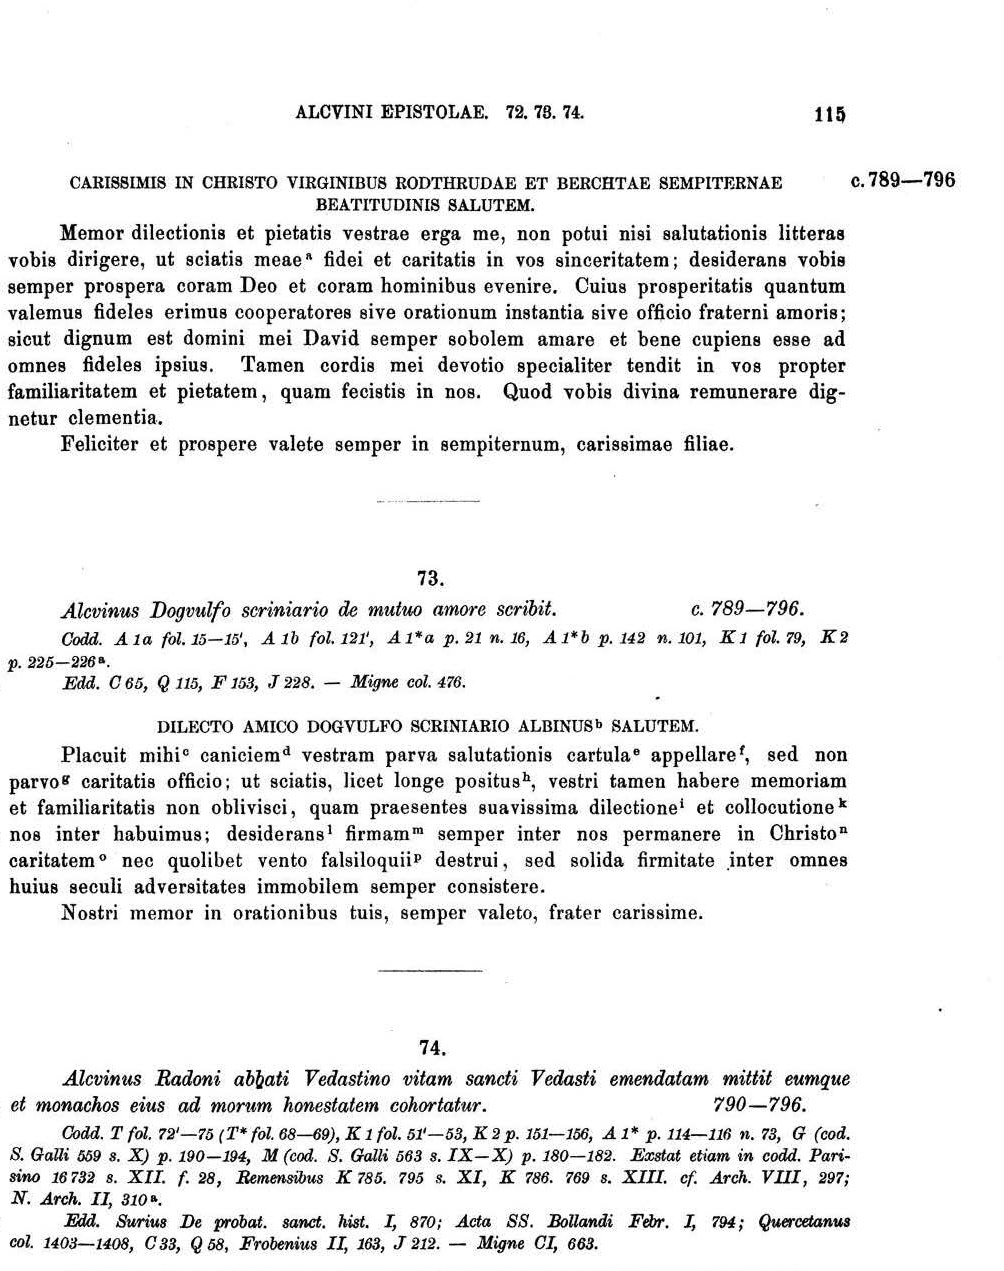 ALCVINI EPISTOLAE. 72. 73. 74. 115
CARISSIMIS IN CHRISTO VIRGINIBUS RODTHRUDAE ET BERCHTAE SEMPITERNAE c. 789—796
BEATITUDINIS SALUTEM.
Memor dilectionis et pietatis vestrae erga me, non potui nisi salutationis litteras
vobis dirigere, ut sciatis meae a fidei et caritatis in vos sinceritatem; desiderans vobis
semper prospera coram Deo et coram hominibus evenire. Cuius prosperitatis quantum
valemus fideles erimus cooperatores sive orationum instantia sive officio fraterni amoris;
sicut dignum est domini mei David semper sobolem amare et bene cupiens esse ad
omnes fideles ipsius. Tamen cordis mei devotio specialiter tendit in vos propter
familiaritatem et pietatem, quam fecistis in nos. Quod vobis divina remunerare dig-
netur clementia.
Feliciter et prospere valete semper in sempiternum, carissimae filiae.
73.
Alcvinus Dogvulfo scriniario de mutuo amore scribit. c. 789—796.
Codd. A 1 a fol. 15—15', A 1 b fol. 121', A 1* a p. 21 n. 16, A 1* b p. 142 n. 101, K 1 fol. 79, K 2
p. 225—226 a.
Edd. C 65, Q 115, F 153, J 228. — Migne col. 476.
DILECTO AMICO DOGVULFO SCRINIARIO ALBINUS b SALUTEM.
Placuit mihi c caniciem d vestram parva salutationis cartula e appellare f, sed non
parvo g caritatis officio; ut sciatis, licet longe positus h, vestri tamen habere memoriam
et familiaritatis non oblivisci, quam praesentes suavissima dilectione i et collocutione k
nos inter habuimus; desiderans l firmam m semper inter nos permanere in Christo n
caritatem o nec quolibet vento falsiloquii p destrui, sed solida firmitate inter omnes
huius seculi adversitates immobilem semper consistere.
Nostri memor in orationibus tuis, semper valeto, frater carissime.
74.
Alcvinus Radoni abbati Vedastino vitam sancti Vedasti emendatam mittit eumque
et monachos eius ad morum honestatem cohortatur. 790—796.
Codd. T fol. 72'—75 (T* fol. 68—69), K 1 fol. 51'—53, K 2 p. 151—156, A 1* p. 114—116 n. 73, G (cod.
S. Galli 559 s. X) p. 190—194, M (cod. S. Galli 563 s. IX—X) p. 180—182. Exstat etiam in codd. Pari-
sino 16 732 s. XII. f. 28, Remensibus K 785. 795 s. XI, K 786. 769 s. XIII. cf. Arch. VIII, 297;
N. Arch. II, 310 a.
Edd. Surius De probat. sanct. hist. I, 870; Acta SS. Bollandi Febr. I, 794; Quercetanus
col. 1403—1408, C 33, Q 58, Frobenius II, 163, J 212. — Migne CI, 663.